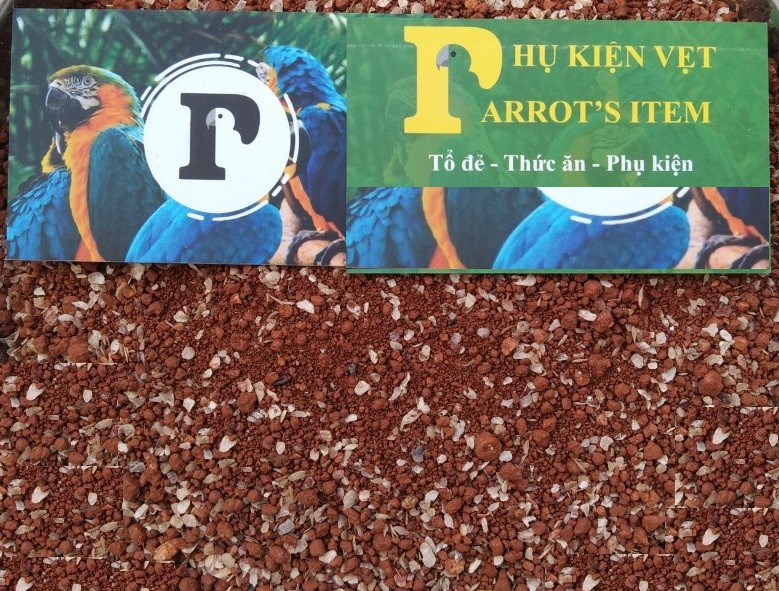 P
PHỤ KIỆN VẸT
PARROT'S ITEM
Tổ đẻ - Thức ăn - Phụ kiện